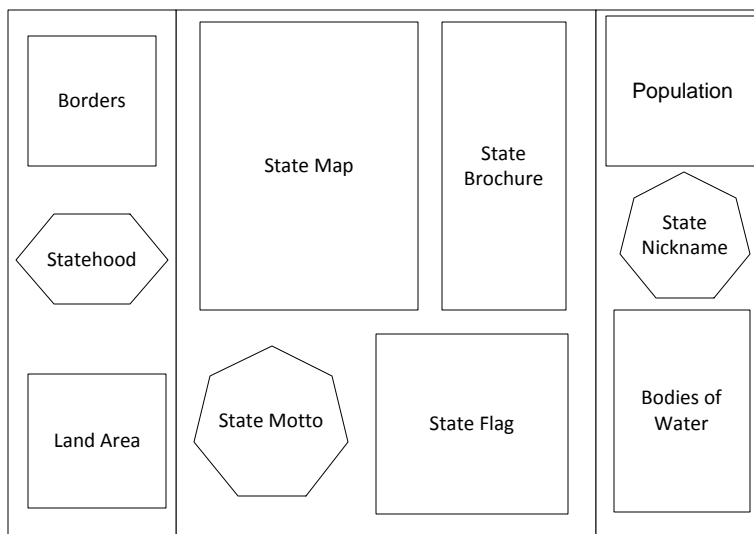 Borders
Statehood
Land Area
State Map
State
Brochure
State Motto
State Flag
Population
State
Nickname
Bodies of
Water